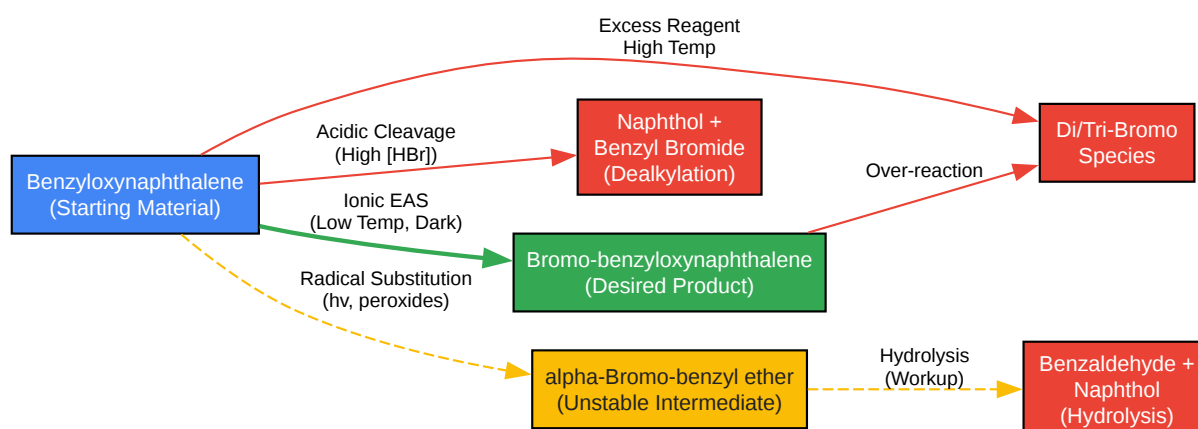 Excess Reagent
High Temp
Acidic Cleavage
(High [HBr])
Naphthol +
Benzyl Bromide
(Dealkylation)
Di/Tri-Bromo
Species
Over-reaction
Benzyloxynaphthalene
(Starting Material)
Ionic EAS
(Low Temp, Dark)
Bromo-benzyloxynaphthalene
(Desired Product)
Radical Substitution
(hv, peroxides)
alpha-Bromo-benzyl ether
(Unstable Intermediate)
Hydrolysis
(Workup)
Benzaldehyde +
Naphthol
(Hydrolysis)